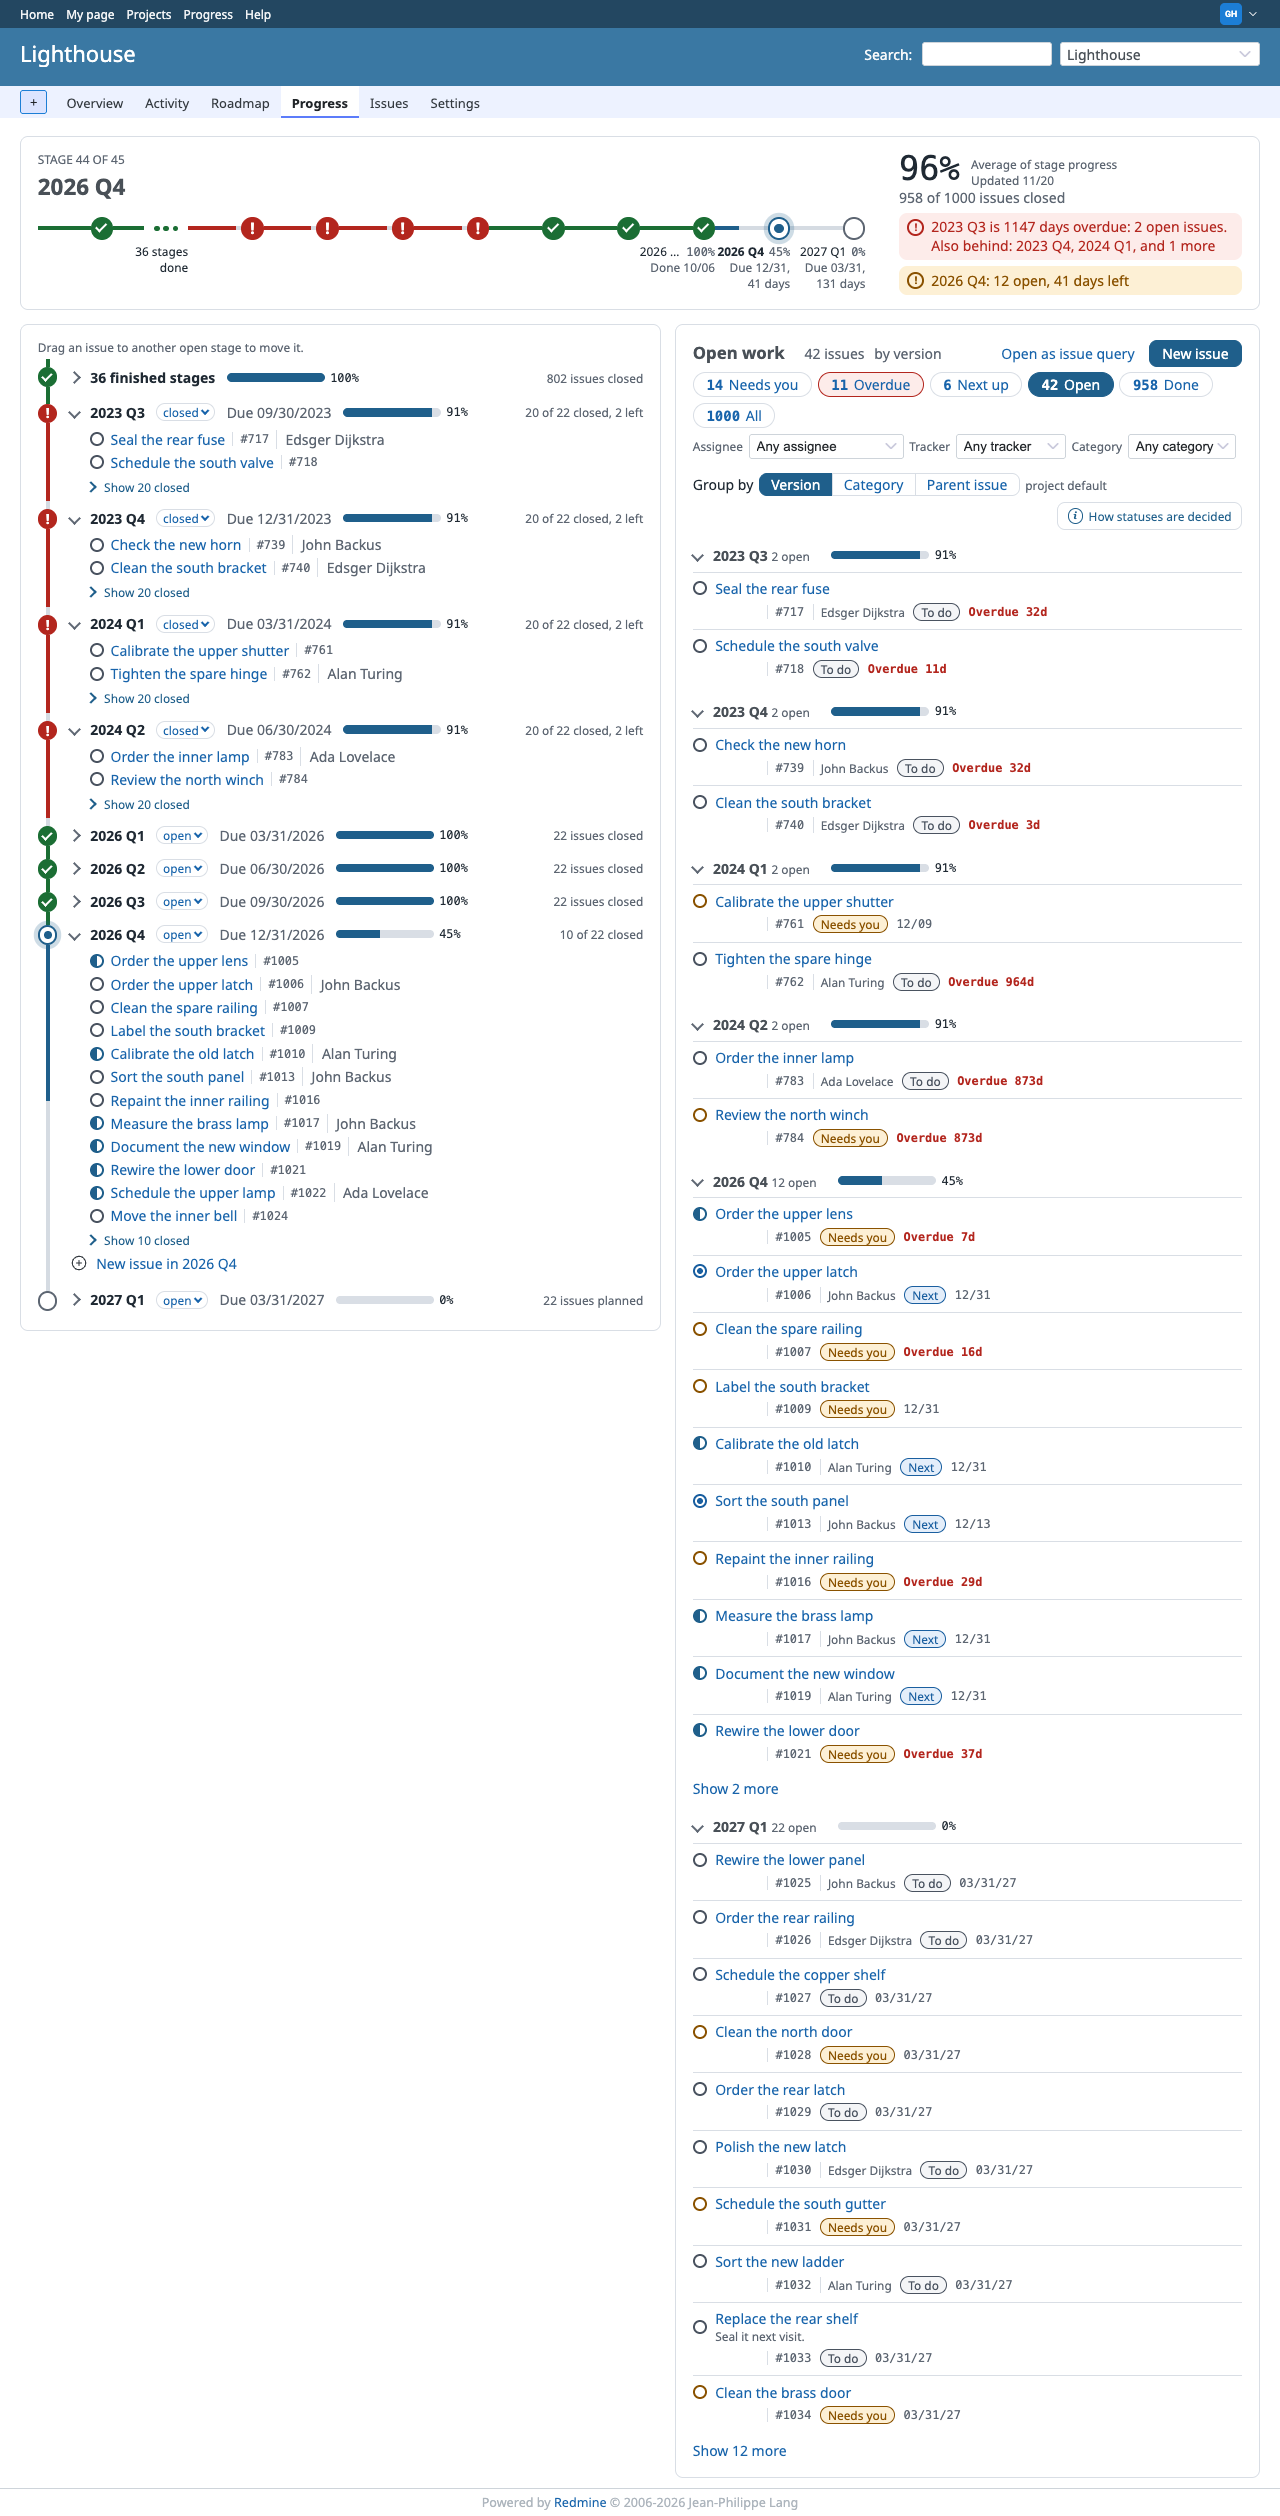 Home My page Projects Progress Help
GH
Lighthouse
Search:
Lighthouse
+ Overview Activity Roadmap Progress Issues Settings
STAGE 44 OF 45
2026 Q4
36 stages
done
2026 ... 100%
Done 10/06
2026 Q4 45%
Due 12/31,
41 days
2027 Q1 0%
Due 03/31,
131 days
96%
Average of stage progress
Updated 11/20
958 of 1000 issues closed
2023 Q3 is 1147 days overdue: 2 open issues.
Also behind: 2023 Q4, 2024 Q1, and 1 more
2026 Q4: 12 open, 41 days left
Drag an issue to another open stage to move it.
36 finished stages 100% 802 issues closed
2023 Q3 closed Due 09/30/2023 91% 20 of 22 closed, 2 left
Seal the rear fuse #717 Edsger Dijkstra
Schedule the south valve #718
Show 20 closed
2023 Q4 closed Due 12/31/2023 91% 20 of 22 closed, 2 left
Check the new horn #739 John Backus
Clean the south bracket #740 Edsger Dijkstra
Show 20 closed
2024 Q1 closed Due 03/31/2024 91% 20 of 22 closed, 2 left
Calibrate the upper shutter #761
Tighten the spare hinge #762 Alan Turing
Show 20 closed
2024 Q2 closed Due 06/30/2024 91% 20 of 22 closed, 2 left
Order the inner lamp #783 Ada Lovelace
Review the north winch #784
Show 20 closed
2026 Q1 open Due 03/31/2026 100% 22 issues closed
2026 Q2 open Due 06/30/2026 100% 22 issues closed
2026 Q3 open Due 09/30/2026 100% 22 issues closed
2026 Q4 open Due 12/31/2026 45% 10 of 22 closed
Order the upper lens #1005
Order the upper latch #1006 John Backus
Clean the spare railing #1007
Label the south bracket #1009
Calibrate the old latch #1010 Alan Turing
Sort the south panel #1013 John Backus
Repaint the inner railing #1016
Measure the brass lamp #1017 John Backus
Document the new window #1019 Alan Turing
Rewire the lower door #1021
Schedule the upper lamp #1022 Ada Lovelace
Move the inner bell #1024
Show 10 closed
New issue in 2026 Q4
2027 Q1 open Due 03/31/2027 0% 22 issues planned
Open work 42 issues by version Open as issue query New issue
14 Needs you 11 Overdue 6 Next up 42 Open 958 Done
1000 All
Assignee Any assignee Tracker Any tracker Category Any category
Group by Version Category Parent issue project default
How statuses are decided
2023 Q3 2 open 91%
Seal the rear fuse
#717 Edsger Dijkstra To do Overdue 32d
Schedule the south valve
#718 To do Overdue 11d
2023 Q4 2 open 91%
Check the new horn
#739 John Backus To do Overdue 32d
Clean the south bracket
#740 Edsger Dijkstra To do Overdue 3d
2024 Q1 2 open 91%
Calibrate the upper shutter
#761 Needs you 12/09
Tighten the spare hinge
#762 Alan Turing To do Overdue 964d
2024 Q2 2 open 91%
Order the inner lamp
#783 Ada Lovelace To do Overdue 873d
Review the north winch
#784 Needs you Overdue 873d
2026 Q4 12 open 45%
Order the upper lens
#1005 Needs you Overdue 7d
Order the upper latch
#1006 John Backus Next 12/31
Clean the spare railing
#1007 Needs you Overdue 16d
Label the south bracket
#1009 Needs you 12/31
Calibrate the old latch
#1010 Alan Turing Next 12/31
Sort the south panel
#1013 John Backus Next 12/13
Repaint the inner railing
#1016 Needs you Overdue 29d
Measure the brass lamp
#1017 John Backus Next 12/31
Document the new window
#1019 Alan Turing Next 12/31
Rewire the lower door
#1021 Needs you Overdue 37d
Show 2 more
2027 Q1 22 open 0%
Rewire the lower panel
#1025 John Backus To do 03/31/27
Order the rear railing
#1026 Edsger Dijkstra To do 03/31/27
Schedule the copper shelf
#1027 To do 03/31/27
Clean the north door
#1028 Needs you 03/31/27
Order the rear latch
#1029 To do 03/31/27
Polish the new latch
#1030 Edsger Dijkstra To do 03/31/27
Schedule the south gutter
#1031 Needs you 03/31/27
Sort the new ladder
#1032 Alan Turing To do 03/31/27
Replace the rear shelf
Seal it next visit.
#1033 To do 03/31/27
Clean the brass door
#1034 Needs you 03/31/27
Show 12 more
Powered by Redmine © 2006-2026 Jean-Philippe Lang